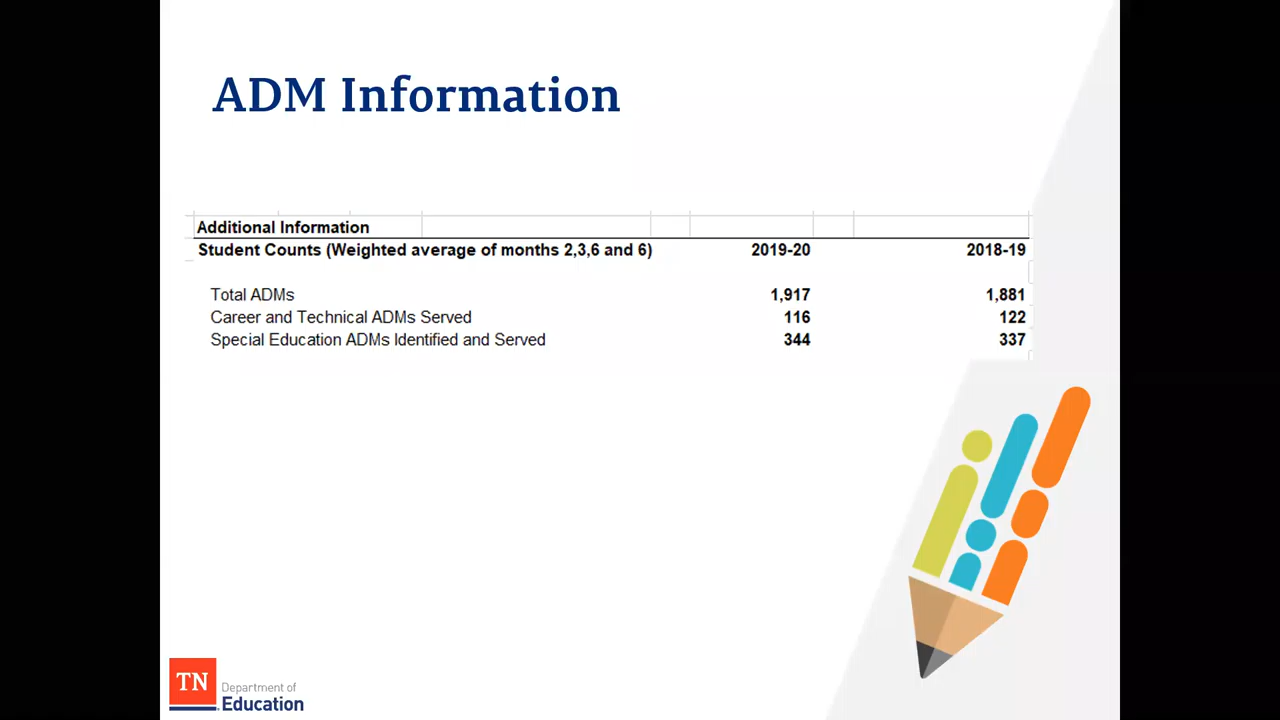 ADM Information
Additional Information
Student Counts (Weighted average of months 2,3,6 and 6) 2019-20 2018-19
Total ADMs 1,917 1,881
Career and Technical ADMs Served 116 122
Special Education ADMs Identified and Served 344 337
TN
Department of
Education